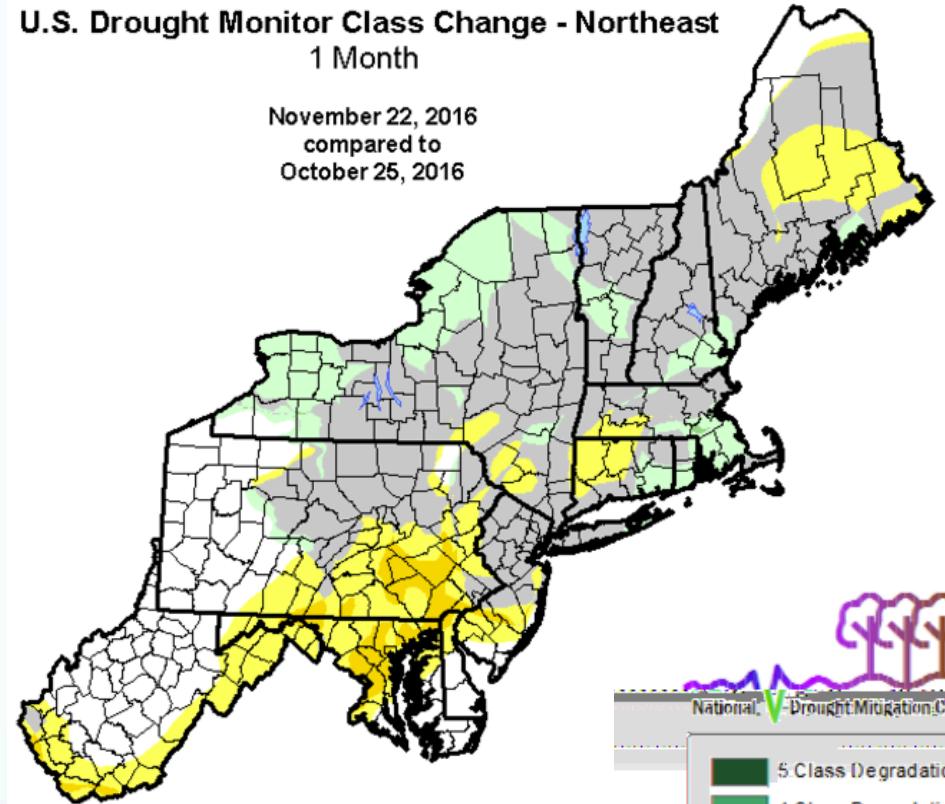 U.S. Drought Monitor Class Change - Northeast
1 Month
November 22, 2016
compared to
October 25, 2016
National Drought Mitigation
5 Class Degradatio